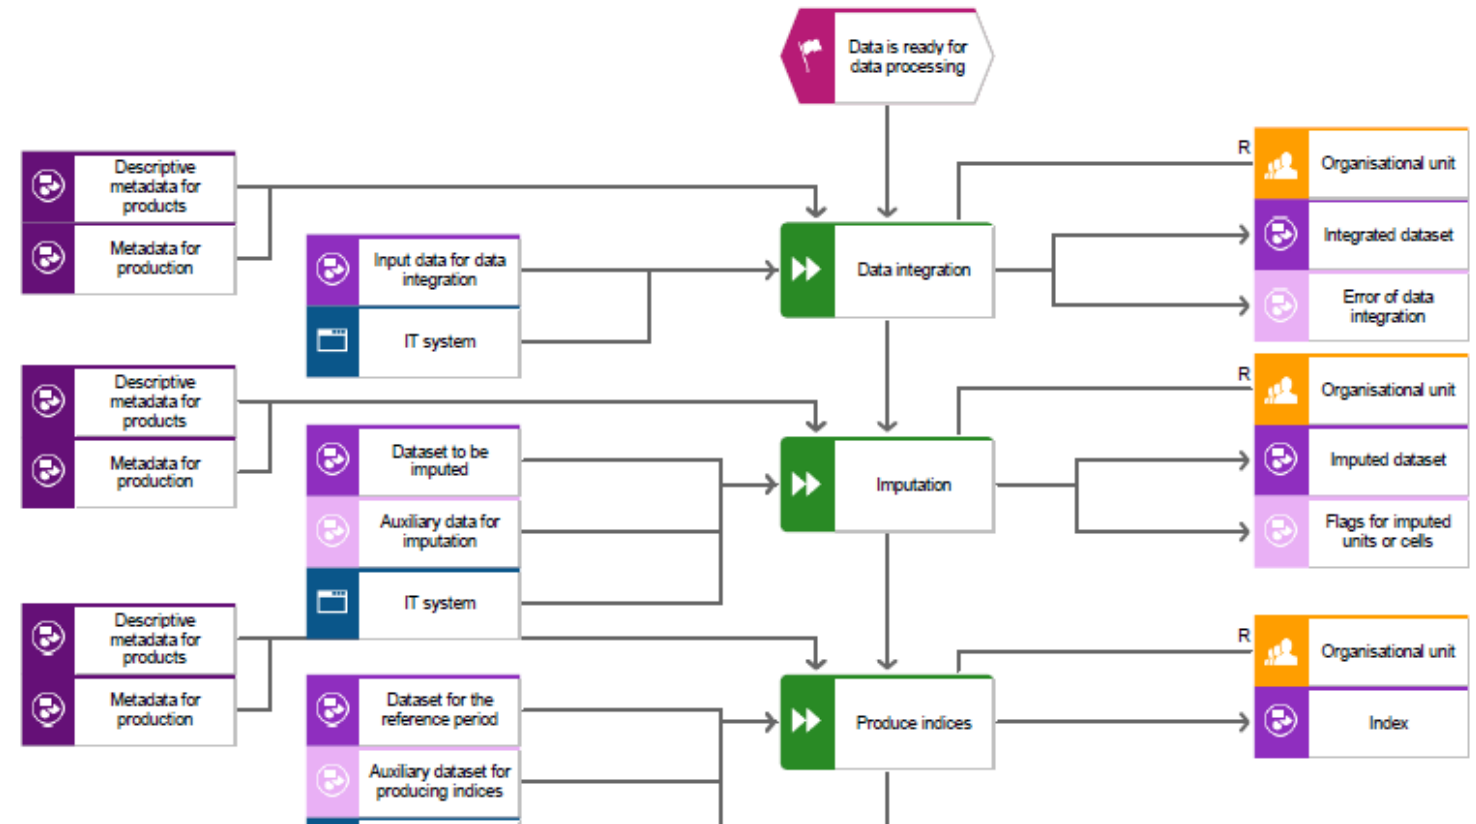 Data is ready for
data processing
R
Organisational unit
Descriptive
metadata for
products
Integrated dataset
Metadata for
production
Input data for data
integration
Data integration
Error of data
integration
IT system
R
Organisational unit
Descriptive
metadata for
products
Dataset to be
imputed
Imputed dataset
Metadata for
production
Imputation
Auxiliary data for
imputation
Flags for imputed
units or cells
IT system
Descriptive
metadata for
products
R
Organisational unit
Metadata for
production
Dataset for the
reference period
Produce indices
Index
Auxiliary dataset for
producing indices